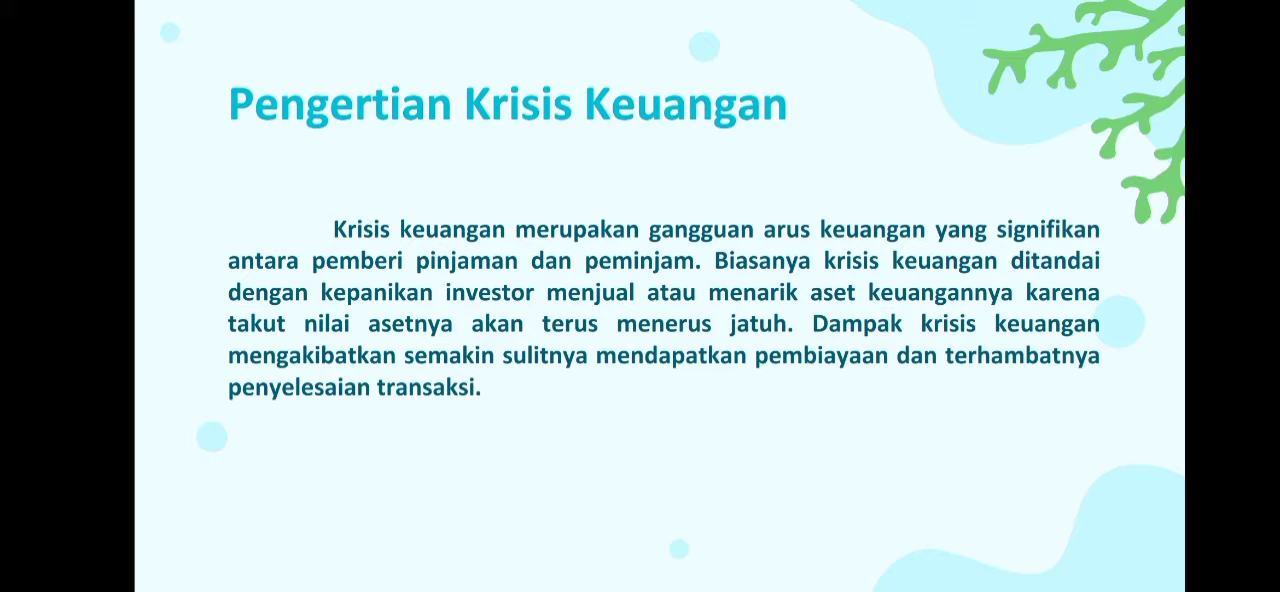 Pengertian Krisis Keuangan
Krisis keuangan merupakan gangguan arus keuangan yang signifikan
antara pemberi pinjaman dan peminjam. Biasanya krisis keuangan ditandai
dengan kepanikan investor menjual atau menarik aset keuangannya karena
takut nilai asetnya akan terus menerus jatuh. Dampak krisis keuangan
mengakibatkan semakin sulitnya mendapatkan pembiayaan dan terhambatnya
penyelesaian transaksi.